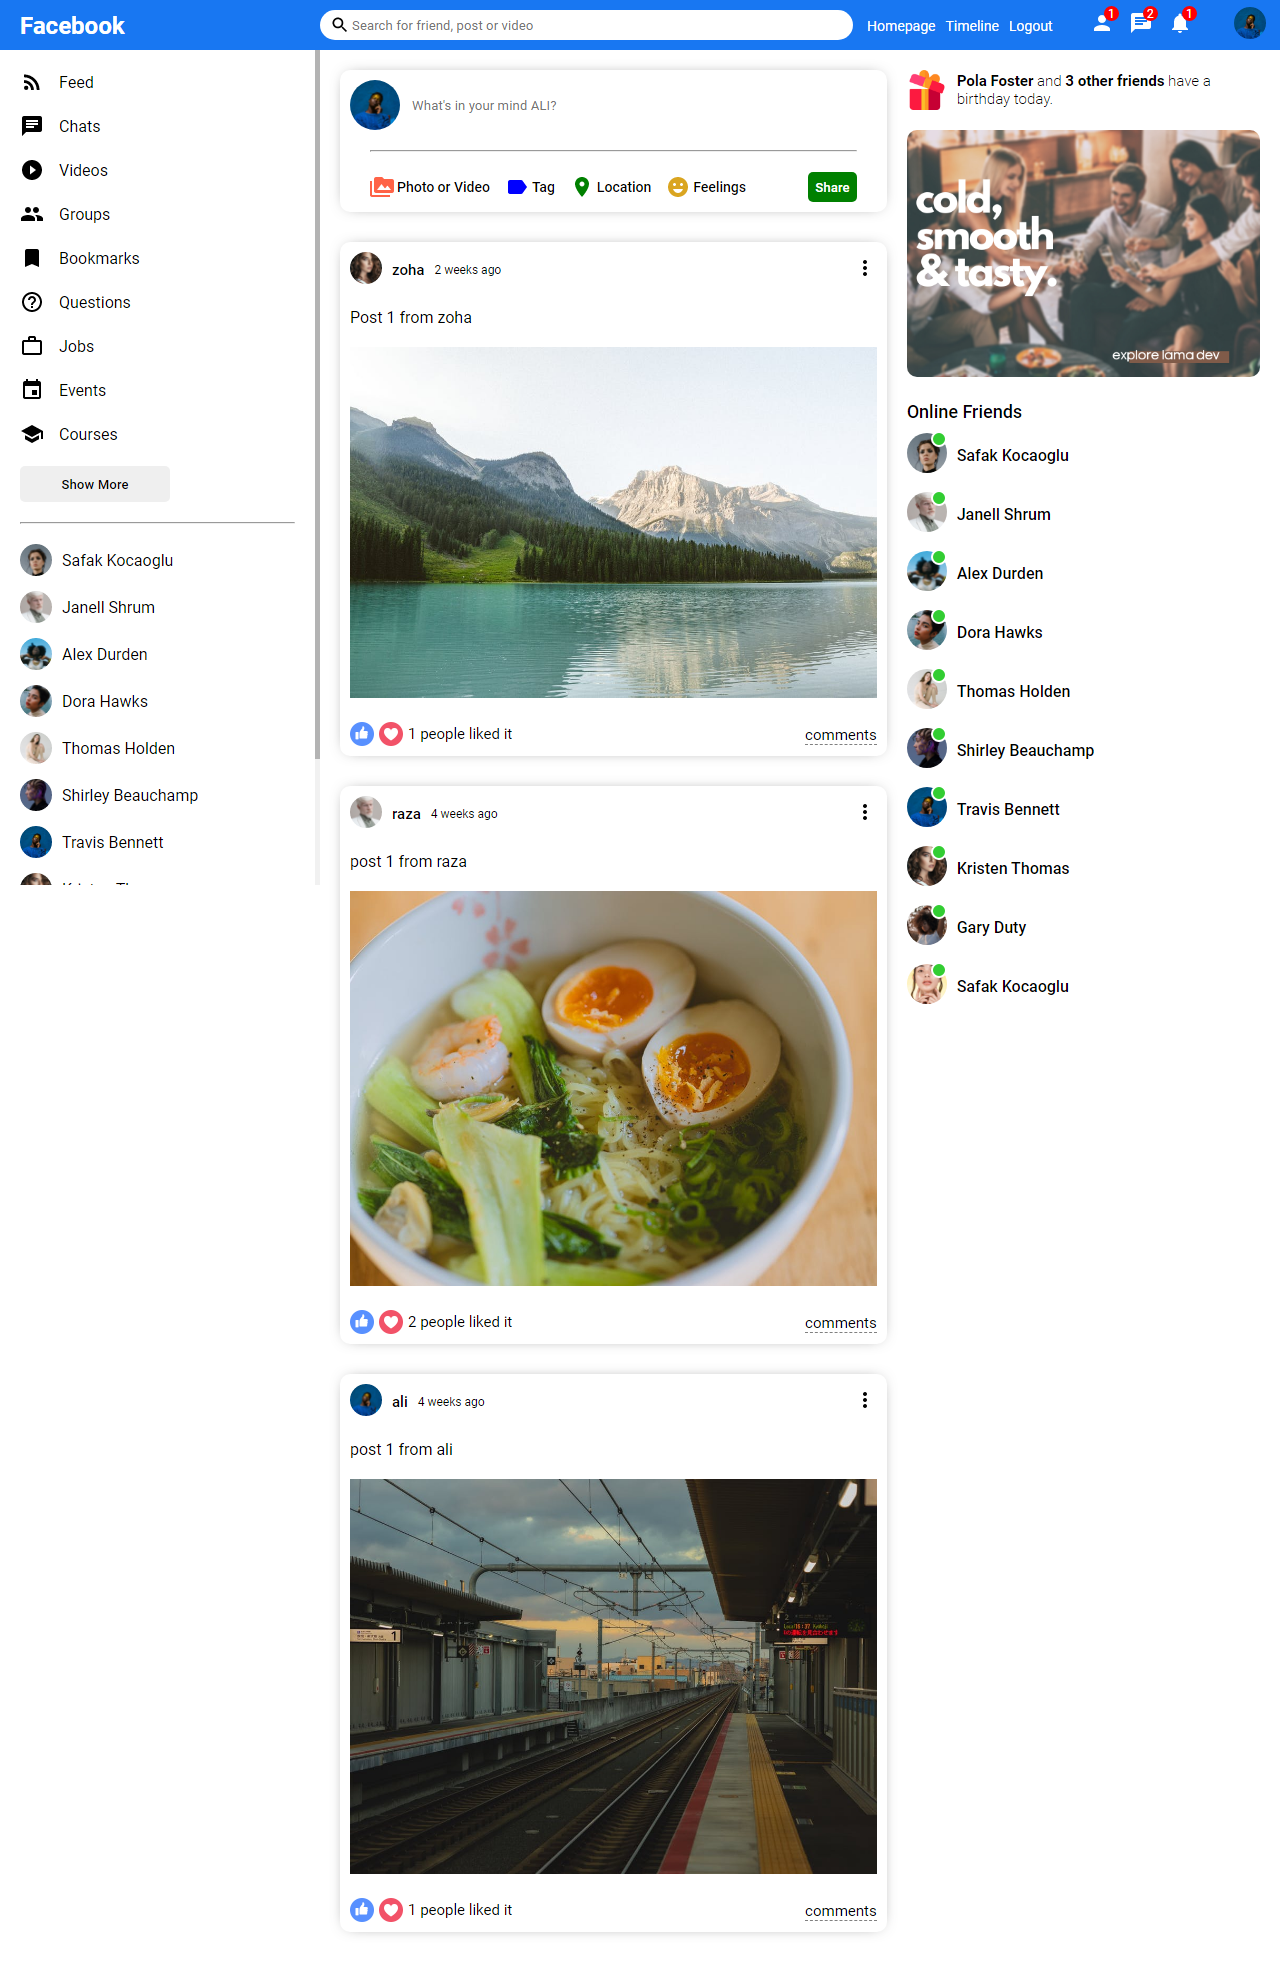 Facebook
Search for friend, post or video
Homepage Timeline Logout
1
2
1
Feed
Chats
Videos
Groups
Bookmarks
Questions
Jobs
Events
Courses
Show More
Safak Kocaoglu
Janell Shrum
Alex Durden
Dora Hawks
Thomas Holden
Shirley Beauchamp
Travis Bennett
What's in your mind ALI?
Photo or Video Tag Location Feelings Share
zoha 2 weeks ago
Post 1 from zoha
1 people liked it comments
raza 4 weeks ago
post 1 from raza
2 people liked it comments
ali 4 weeks ago
post 1 from ali
1
1 people liked it comments
Pola Foster and 3 other friends have a
birthday today.
cold,
smooth
& tasty.
explore lama dev
Online Friends
Safak Kocaoglu
Janell Shrum
Alex Durden
Dora Hawks
Thomas Holden
Shirley Beauchamp
Travis Bennett
Kristen Thomas
Gary Duty
Safak Kocaoglu